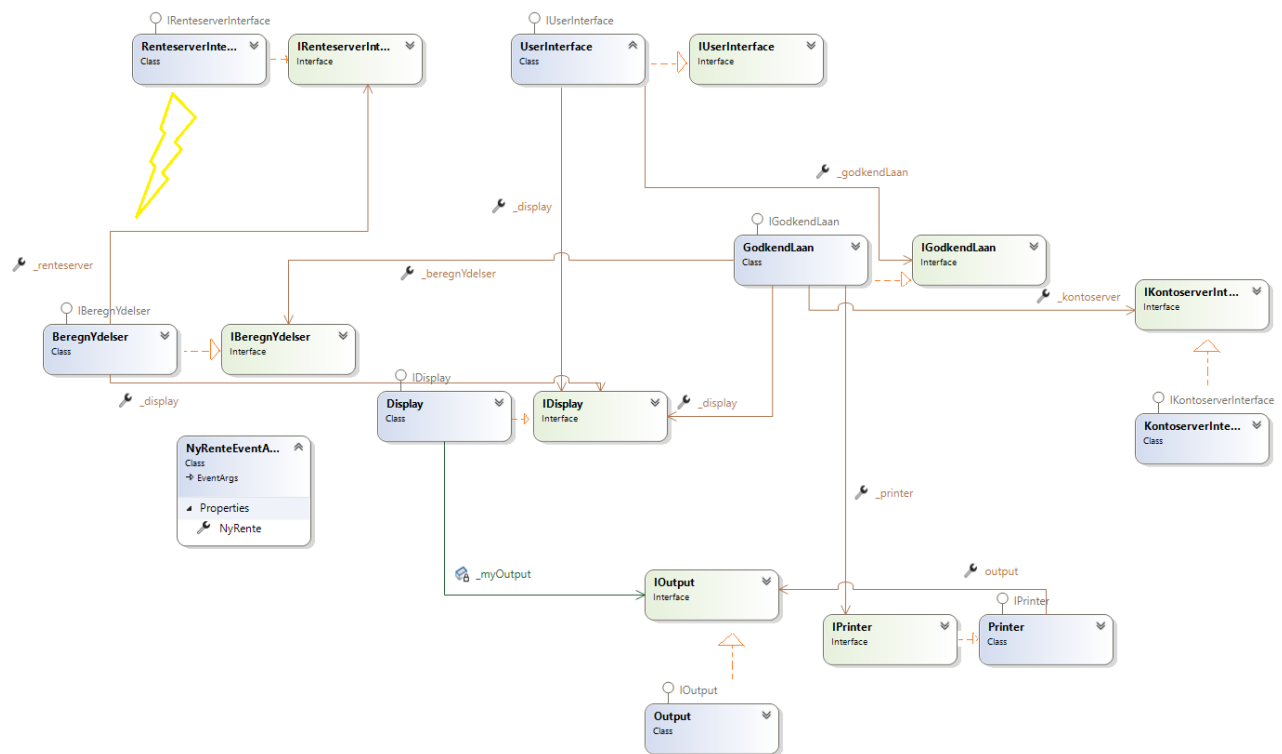 IRenteserverInterface
RenteserverInte...
Class
IRenteserverInt...
Interface
IUserInterface
UserInterface
Class
IUserInterface
Interface
_godkendLaan
_display
IGodkendLaan
GodkendLaan
Class
IGodkendLaan
Interface
_renteserver
_beregnYdelser
_kontoserver
IKontoserverInt...
Interface
IBeregnYdelser
BeregnYdelser
Class
IBeregnYdelser
Interface
_display
IDisplay
Display
Class
IDisplay
Interface
_display
IKontoserverInterface
KontoserverInte...
Class
NyRenteEventA...
Class
EventArgs
Properties
NyRente
_printer
_myOutput
IOutput
Interface
output
IPrinter
IPrinter
Interface
Printer
Class
IOutput
Output
Class